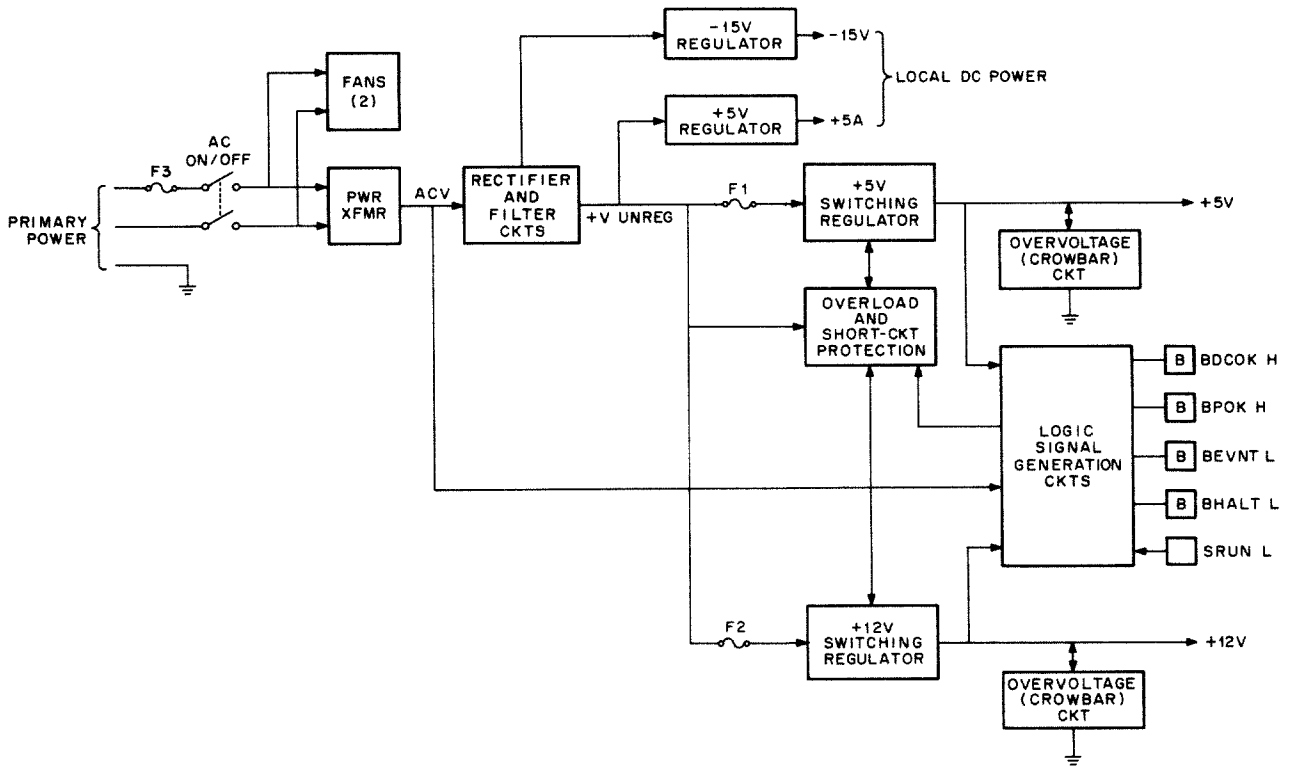 -15V
REGULATOR
-15V
LOCAL DC POWER
+5V
REGULATOR
+5A
FANS
(2)
AC
ON/OFF
F3
PRIMARY
POWER
PWR
XFMR
ACV
RECTIFIER
AND
FILTER
CKTS
+V UNREG
F1
+5V
SWITCHING
REGULATOR
+5V
OVERVOLTAGE
(CROWBAR)
CKT
OVERLOAD
AND
SHORT-CKT
PROTECTION
LOGIC
SIGNAL
GENERATION
CKTS
B BDCOK H
B BPOK H
B BEVNT L
B BHALT L
SRUN L
F2
+12V
SWITCHING
REGULATOR
+12V
OVERVOLTAGE
(CROWBAR)
CKT